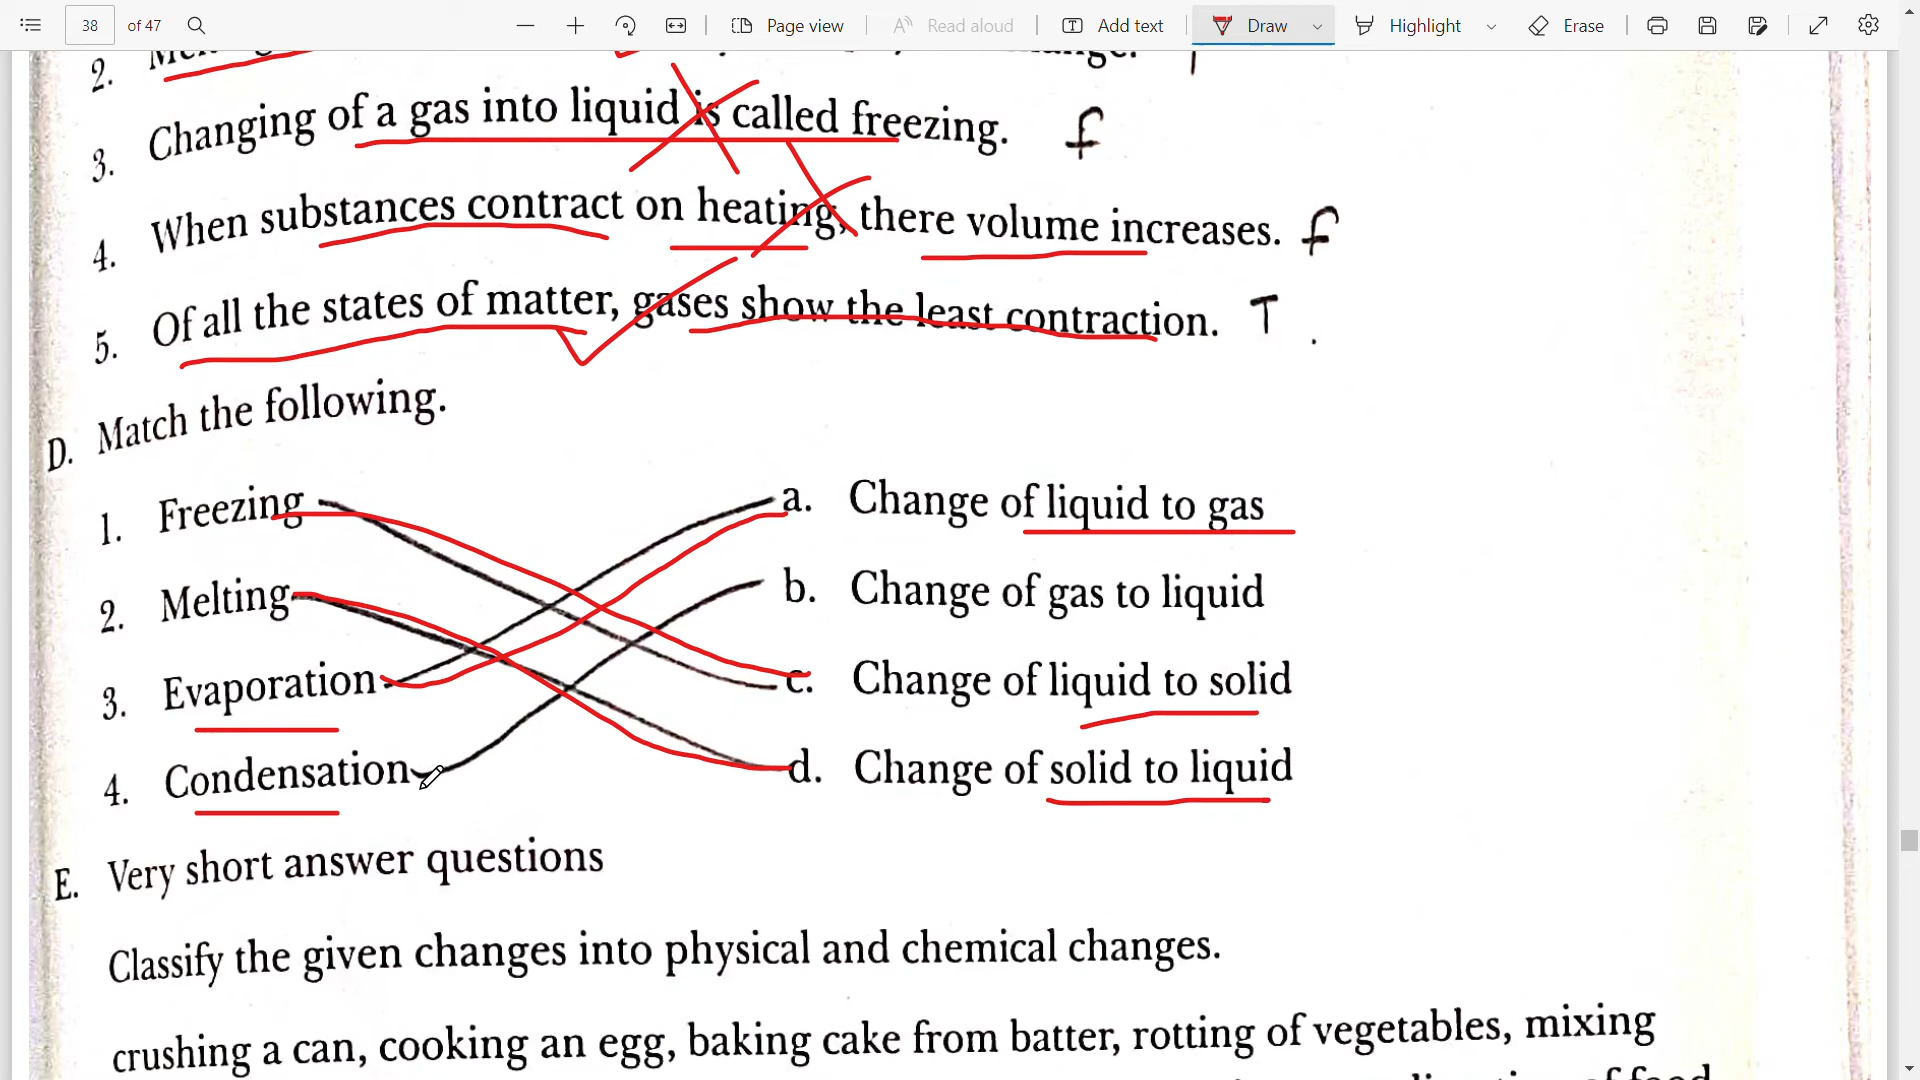 38 of 47 Page view Read aloud Add text Draw Highlight Erase
2.
3. Changing of a gas into liquid is called freezing. f
4. When substances contract on heating, there volume increases. f
5. Of all the states of matter, gases show the least contraction. T.
D. Match the following.
1. Freezing a. Change of liquid to gas
2. Melting b. Change of gas to liquid
3. Evaporation c. Change of liquid to solid
4. Condensation d. Change of solid to liquid
E. Very short answer questions
Classify the given changes into physical and chemical changes.
crushing a can, cooking an egg, baking cake from batter, rotting of vegetables, mixing